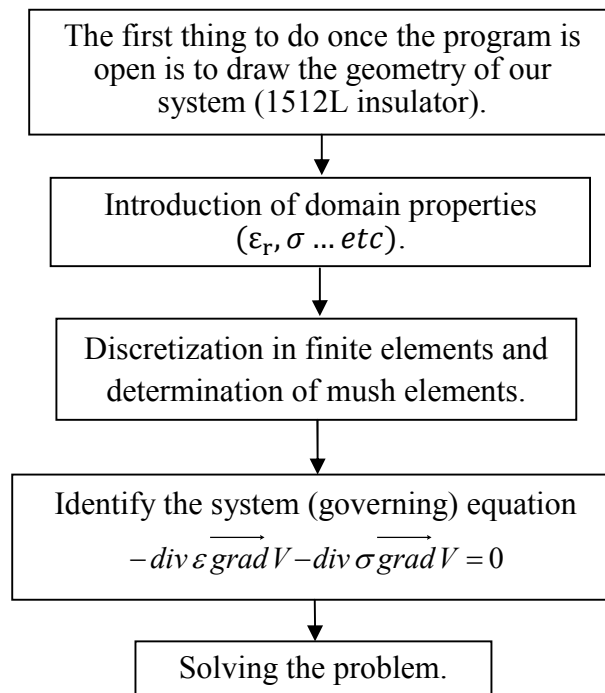 The first thing to do once the program is
open is to draw the geometry of our
system (1512L insulator).
Introduction of domain properties
(εᵣ, σ … etc).
Discretization in finite elements and
determination of mush elements.
Identify the system (governing) equation
−div ε grad⃗ V − div σ grad⃗ V = 0
Solving the problem.